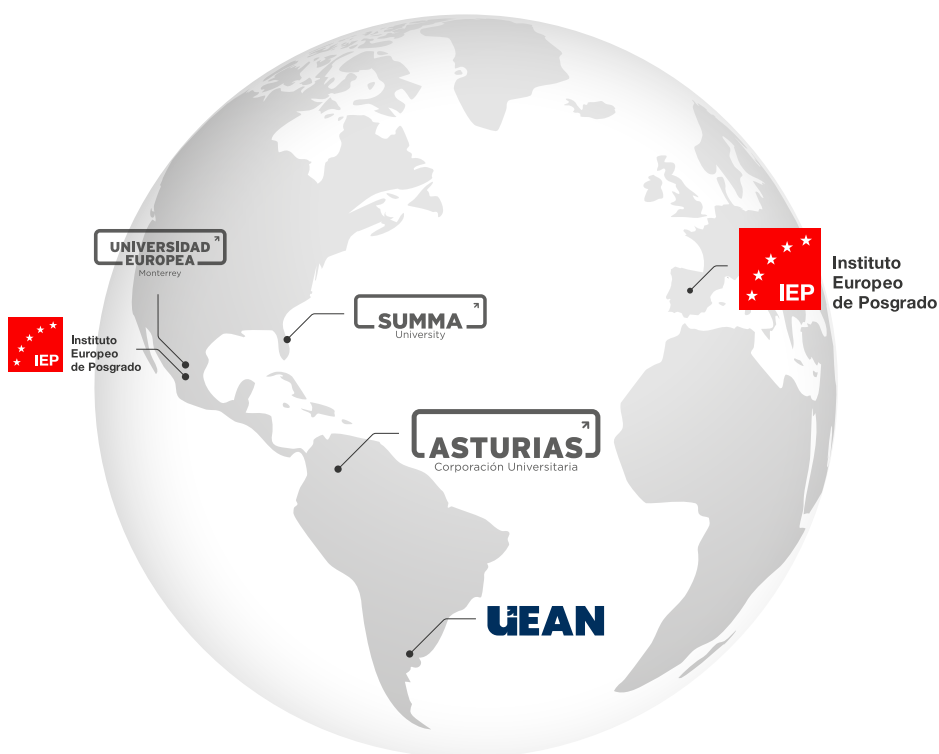 UNIVERSIDAD
EUROPEA
Monterrey
IEP
Instituto
Europeo
de Posgrado
SUMMA
University
IEP
Instituto
Europeo
de Posgrado
ASTURIAS
Corporación Universitaria
UEAN